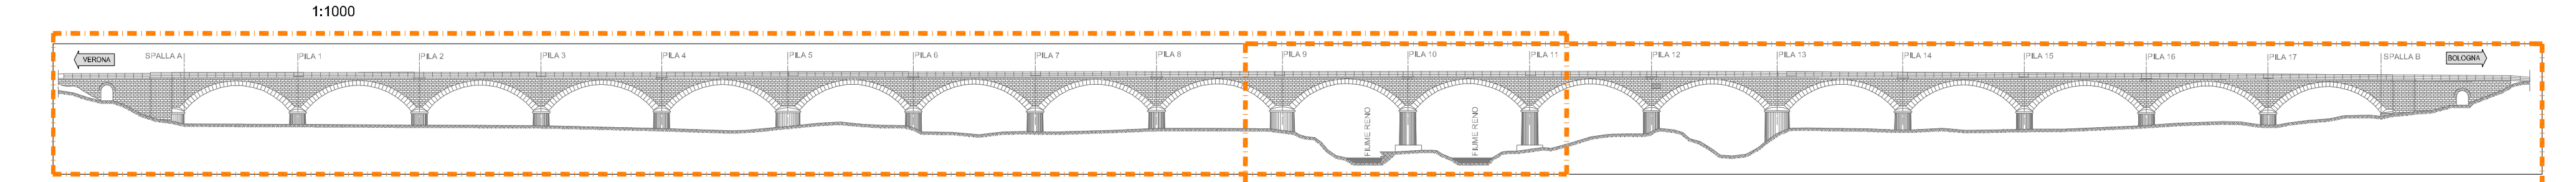 1:1000
VERONA
SPALLA A
PILA 1
PILA 2
PILA 3
PILA 4
PILA 5
PILA 6
PILA 7
PILA 8
PILA 9
PILA 10
PILA 11
PILA 12
PILA 13
PILA 14
PILA 15
PILA 16
PILA 17
SPALLA B
BOLOGNA
FIUME RENO
FIUME RENO